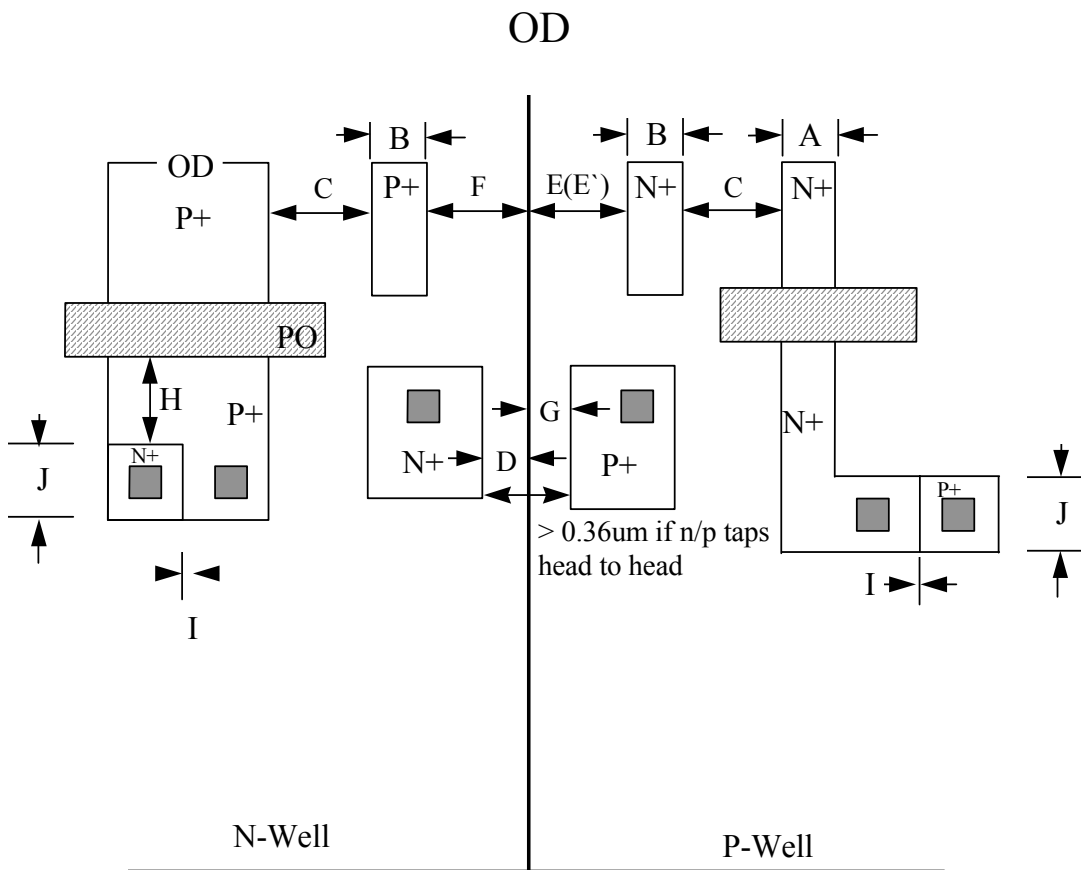 OD
B
B
A
OD
P+
C
P+
F
E(E`)
N+
C
N+
PO
H
P+
G
N+
N+
D
P+
N+
J
N+
P+
J
> 0.36um if n/p taps
head to head
I
I
N-Well
P-Well